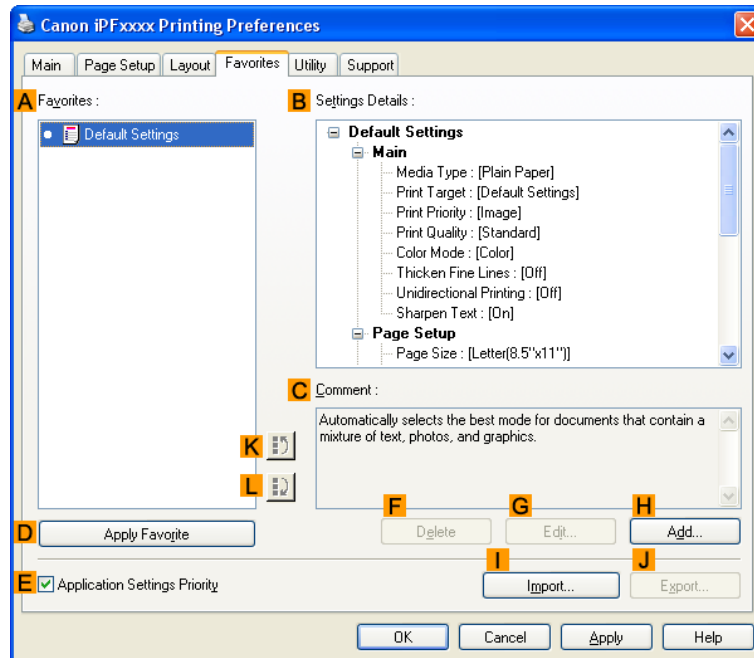 Canon iPFxxxx Printing Preferences
Main Page Setup Layout Favorites Utility Support
A Favorites :
Default Settings
B Settings Details :
Default Settings
Main
Media Type : [Plain Paper]
Print Target : [Default Settings]
Print Priority : [Image]
Print Quality : [Standard]
Color Mode : [Color]
Thicken Fine Lines : [Off]
Unidirectional Printing : [Off]
Sharpen Text : [On]
Page Setup
Page Size : [Letter(8.5"x11")]
C Comment :
Automatically selects the best mode for documents that contain a
mixture of text, photos, and graphics.
K
L
D Apply Favorite
F Delete
G Edit...
H Add...
E Application Settings Priority
I Import...
J Export...
OK Cancel Apply Help